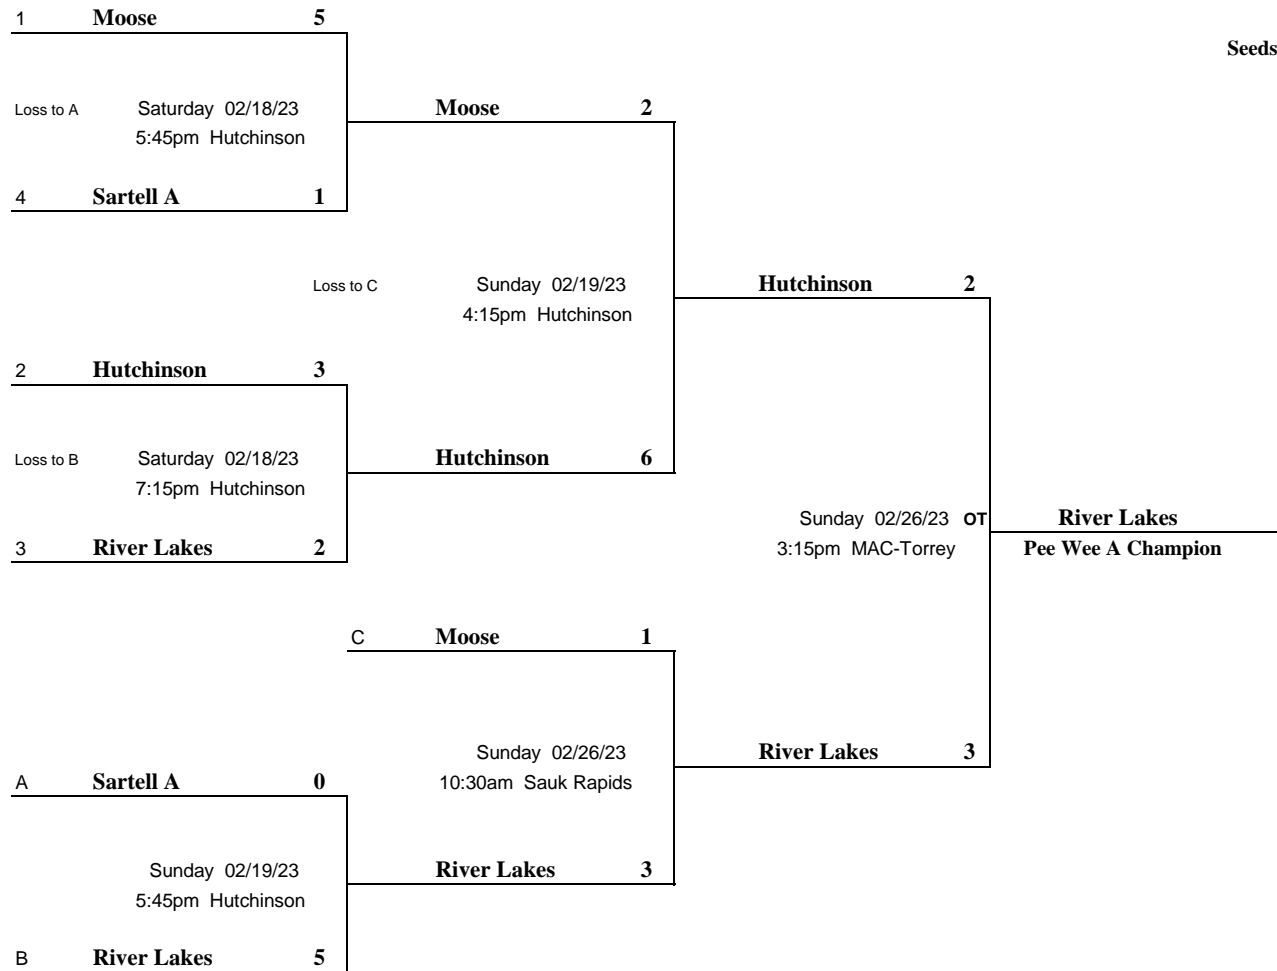 1 Moose 5
Seeds
Loss to A Saturday 02/18/23 Moose 2
5:45pm Hutchinson
4 Sartell A 1
Loss to C Sunday 02/19/23 Hutchinson 2
4:15pm Hutchinson
2 Hutchinson 3
Loss to B Saturday 02/18/23 Hutchinson 6
7:15pm Hutchinson
Sunday 02/26/23 OT River Lakes
3 River Lakes 2 3:15pm MAC-Torrey Pee Wee A Champion
C Moose 1
Sunday 02/26/23 River Lakes 3
A Sartell A 0 10:30am Sauk Rapids
Sunday 02/19/23 River Lakes 3
5:45pm Hutchinson
B River Lakes 5